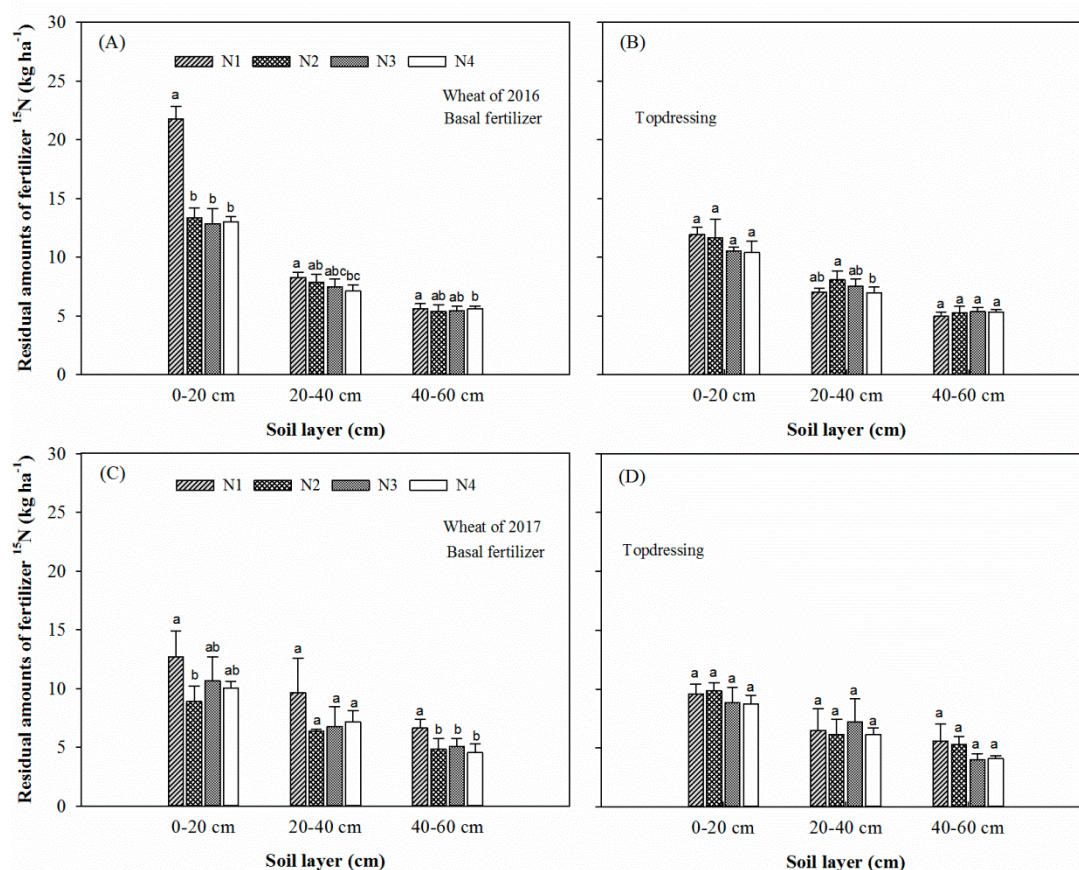 (A)
N1 N2 N3 N4
Wheat of 2016
Basal fertilizer
Residual amounts of fertilizer ¹⁵N (kg ha⁻¹)
30
25
20
15
10
5
0
a b b b
a ab abc bc
a ab ab b
0-20 cm 20-40 cm 40-60 cm
Soil layer (cm)
(B)
Topdressing
a a a a
ab a ab b
a a a a
0-20 cm 20-40 cm 40-60 cm
Soil layer (cm)
(C)
N1 N2 N3 N4
Wheat of 2017
Basal fertilizer
Residual amounts of fertilizer ¹⁵N (kg ha⁻¹)
30
25
20
15
10
5
0
a b ab ab
a a a a
a b b b
0-20 cm 20-40 cm 40-60 cm
Soil layer (cm)
(D)
Topdressing
a a a a
a a a a
a a a a
0-20 cm 20-40 cm 40-60 cm
Soil layer (cm)